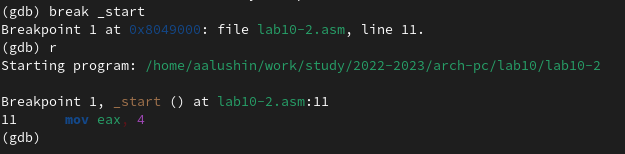 (gdb) break _start
Breakpoint 1 at 0x8049000: file lab10-2.asm, line 11.
(gdb) r
Starting program: /home/aalushin/work/study/2022-2023/arch-pc/lab10/lab10-2
Breakpoint 1, _start () at lab10-2.asm:11
11 mov eax, 4
(gdb)